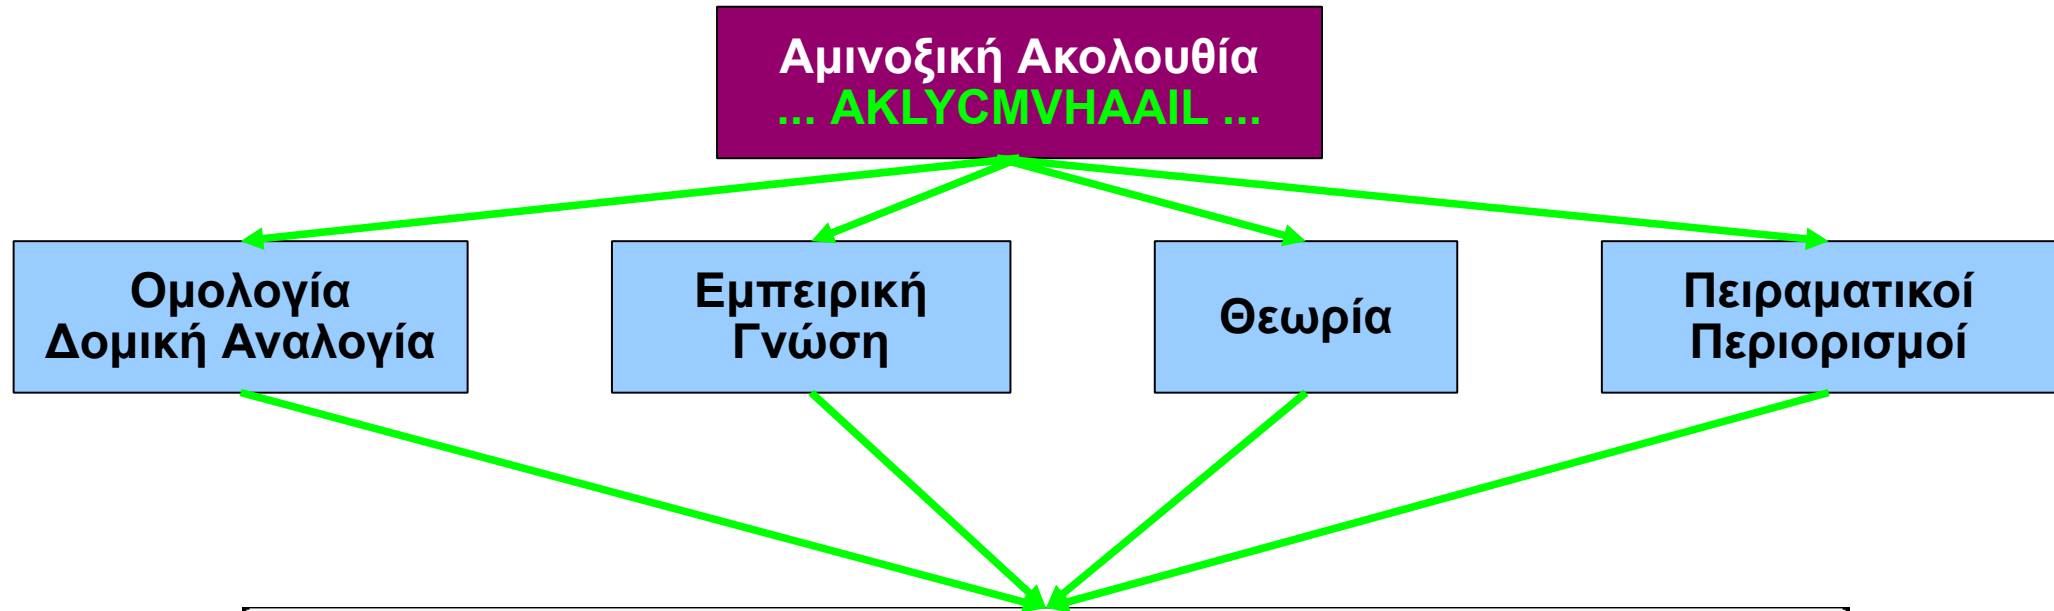 Αμινοξική Ακολουθία
... AKLYCMVHAAIL ...
Ομολογία
Δομική Αναλογία
Εμπειρική
Γνώση
Θεωρία
Πειραματικοί
Περιορισμοί